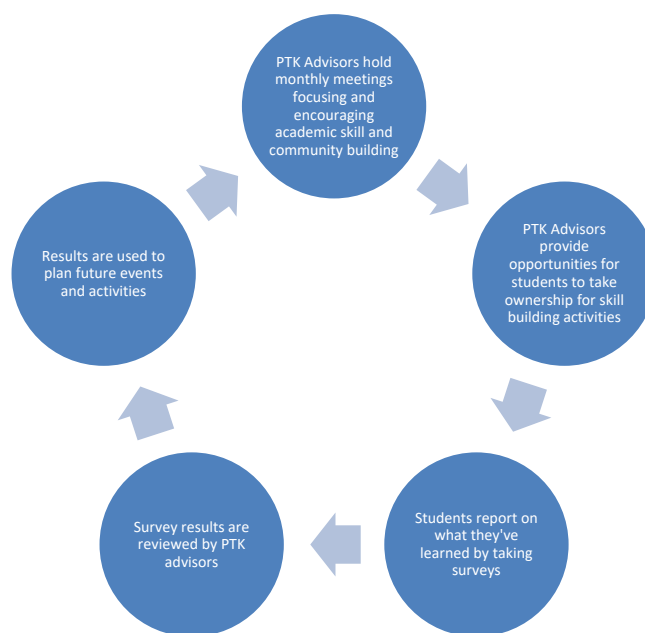 PTK Advisors hold
monthly meetings
focusing and
encouraging
academic skill and
community building
PTK Advisors
provide
opportunities for
students to take
ownership for skill
building activities
Students report on
what they've
learned by taking
surveys
Survey results are
reviewed by PTK
advisors
Results are used to
plan future events
and activities